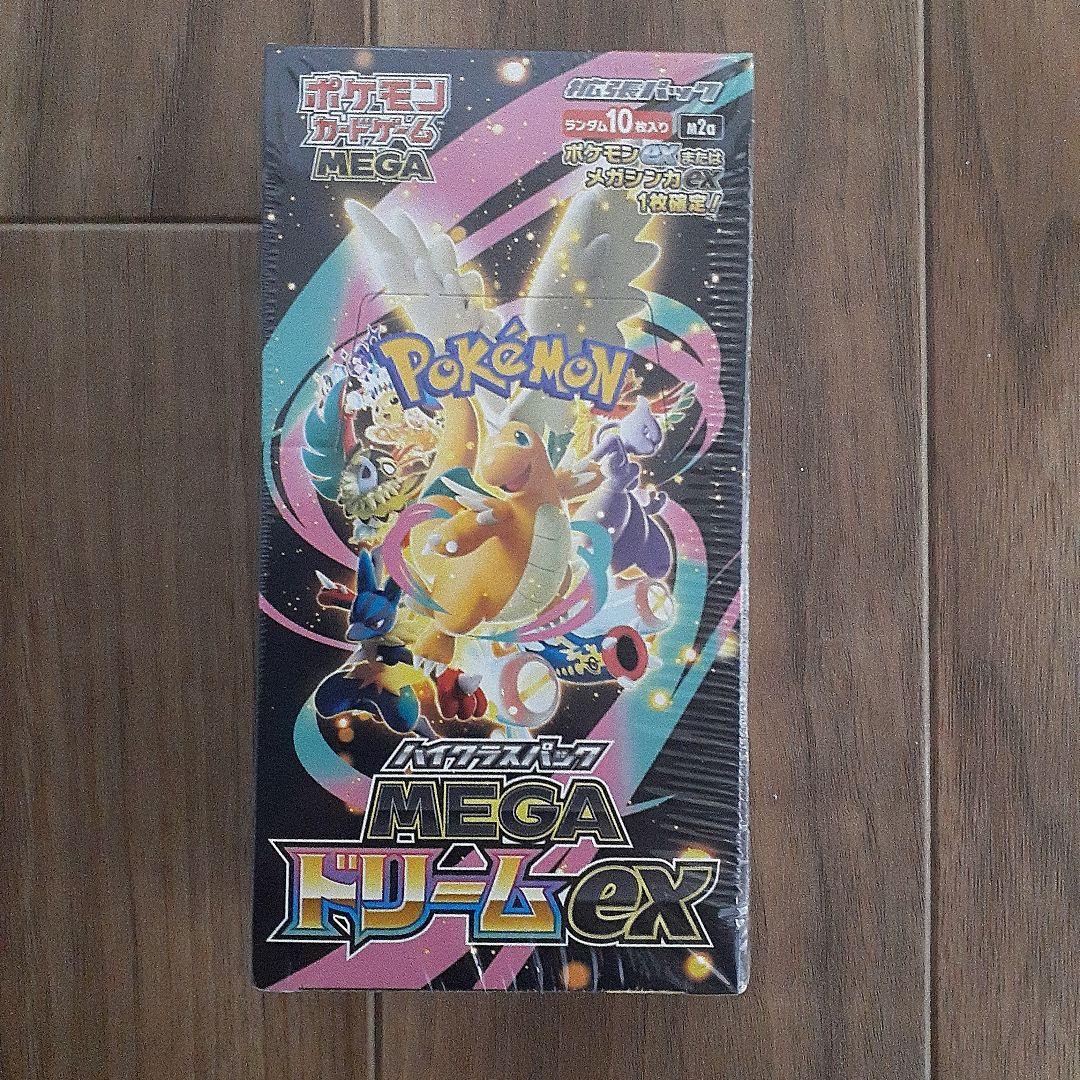 ポケモン
カードゲーム
MEGA
拡張パック
ランダム10枚入り M2a
ポケモンexまたは
メガシンカex
1枚確定!
POKéMON
ハイクラスパック
MEGA
ドリームex